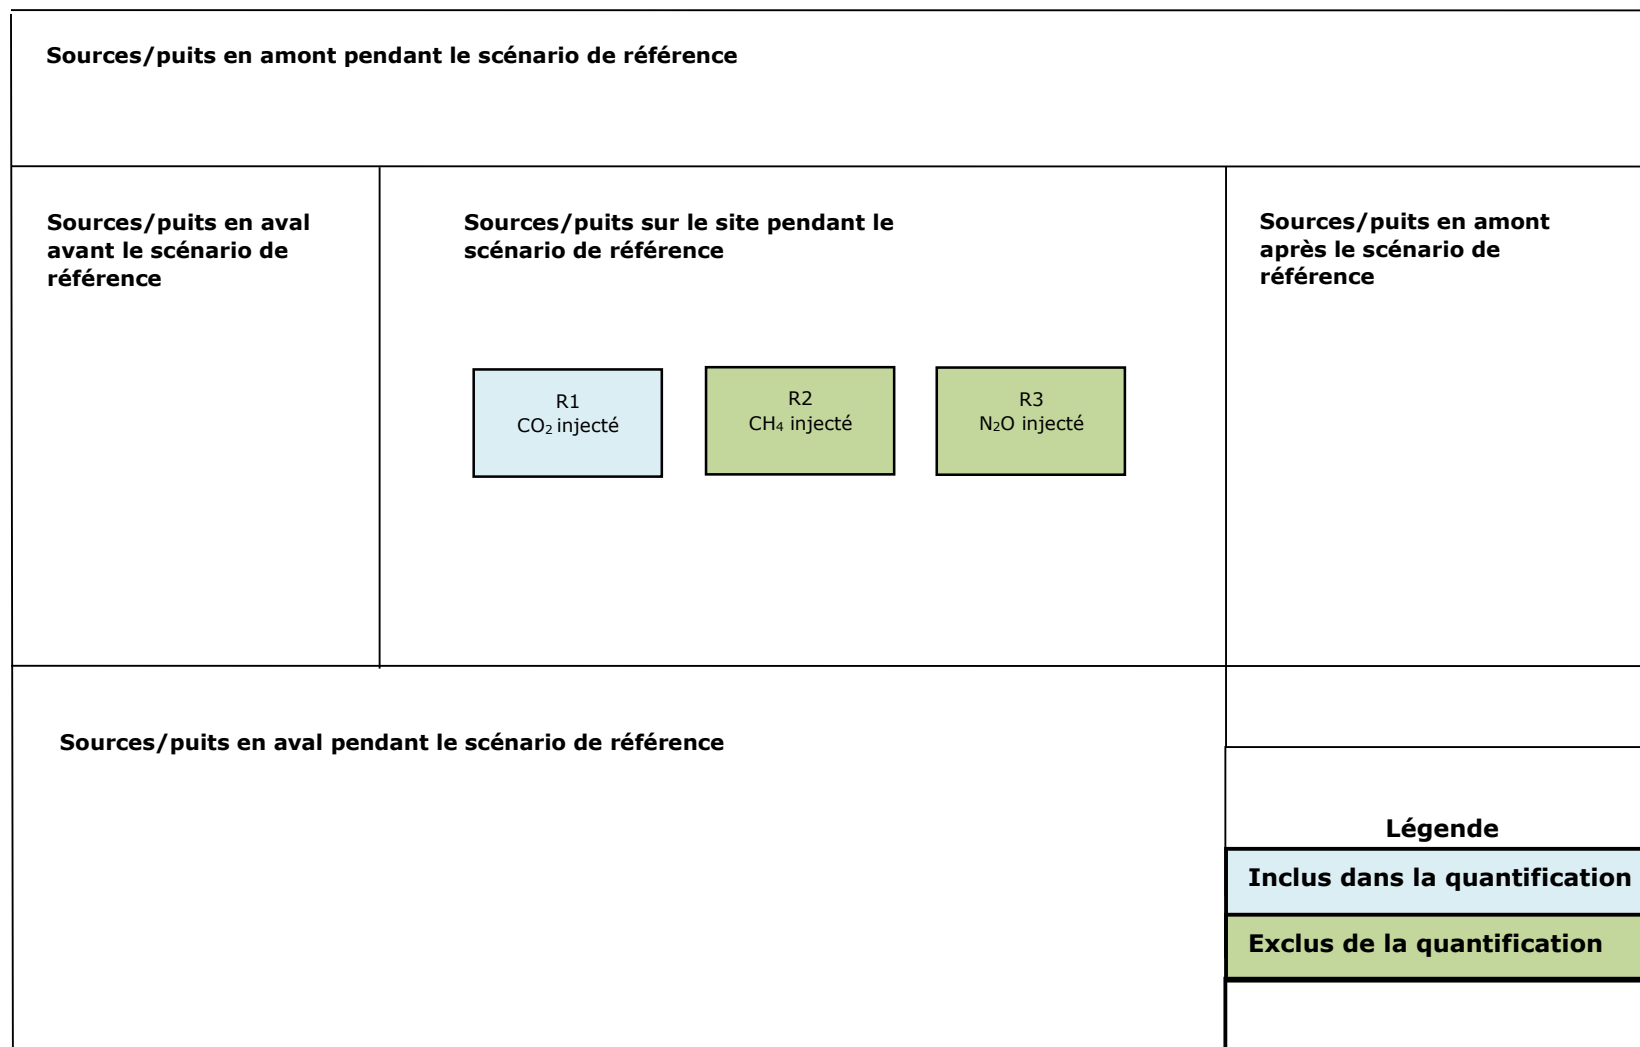 Sources/puits en amont pendant le scénario de référence
Sources/puits en aval
avant le scénario de
référence
Sources/puits sur le site pendant le
scénario de référence
Sources/puits en amont
après le scénario de
référence
R1
CO₂ injecté
R2
CH₄ injecté
R3
N₂O injecté
Sources/puits en aval pendant le scénario de référence
Légende
Inclus dans la quantification
Exclus de la quantification